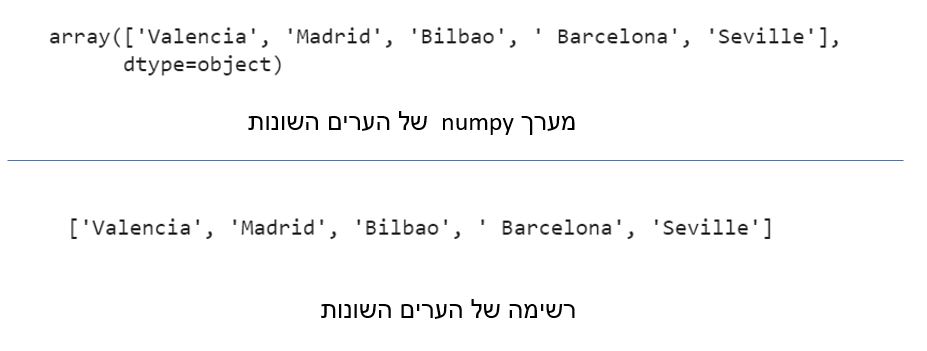 array(['Valencia', 'Madrid', 'Bilbao', ' Barcelona', 'Seville'],
dtype=object)
מערך numpy של הערים השונות
['Valencia', 'Madrid', 'Bilbao', ' Barcelona', 'Seville']
רשימה של הערים השונות